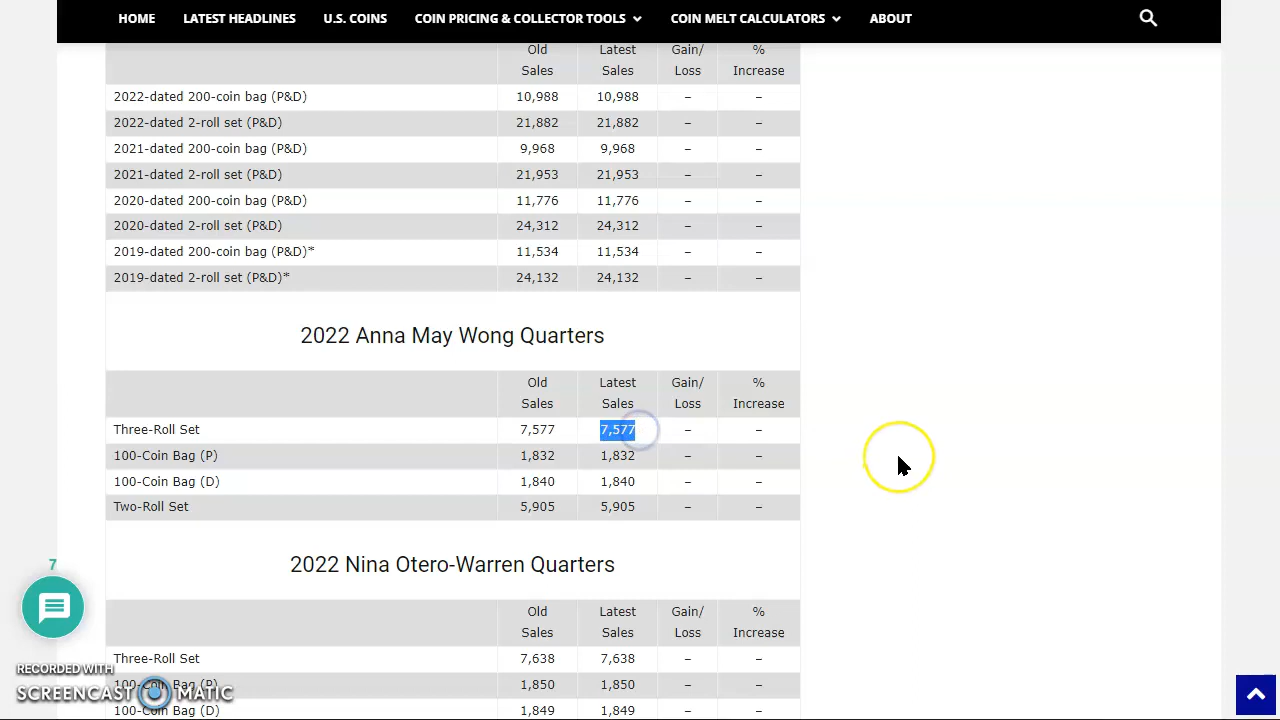 HOME LATEST HEADLINES U.S. COINS COIN PRICING & COLLECTOR TOOLS COIN MELT CALCULATORS ABOUT
Old Sales Latest Sales Gain/ Loss % Increase
2022-dated 200-coin bag (P&D) 10,988 10,988 – –
2022-dated 2-roll set (P&D) 21,882 21,882 – –
2021-dated 200-coin bag (P&D) 9,968 9,968 – –
2021-dated 2-roll set (P&D) 21,953 21,953 – –
2020-dated 200-coin bag (P&D) 11,776 11,776 – –
2020-dated 2-roll set (P&D) 24,312 24,312 – –
2019-dated 200-coin bag (P&D)* 11,534 11,534 – –
2019-dated 2-roll set (P&D)* 24,132 24,132 – –
2022 Anna May Wong Quarters
Old Sales Latest Sales Gain/ Loss % Increase
Three-Roll Set 7,577 7,577 – –
100-Coin Bag (P) 1,832 1,832 – –
100-Coin Bag (D) 1,840 1,840 – –
Two-Roll Set 5,905 5,905 – –
2022 Nina Otero-Warren Quarters
Old Sales Latest Sales Gain/ Loss % Increase
Three-Roll Set 7,638 7,638 – –
100-Coin Bag (P) 1,850 1,850 – –
100-Coin Bag (D) 1,849 1,849 – –
7
RECORDED WITH
SCREENCAST MATIC